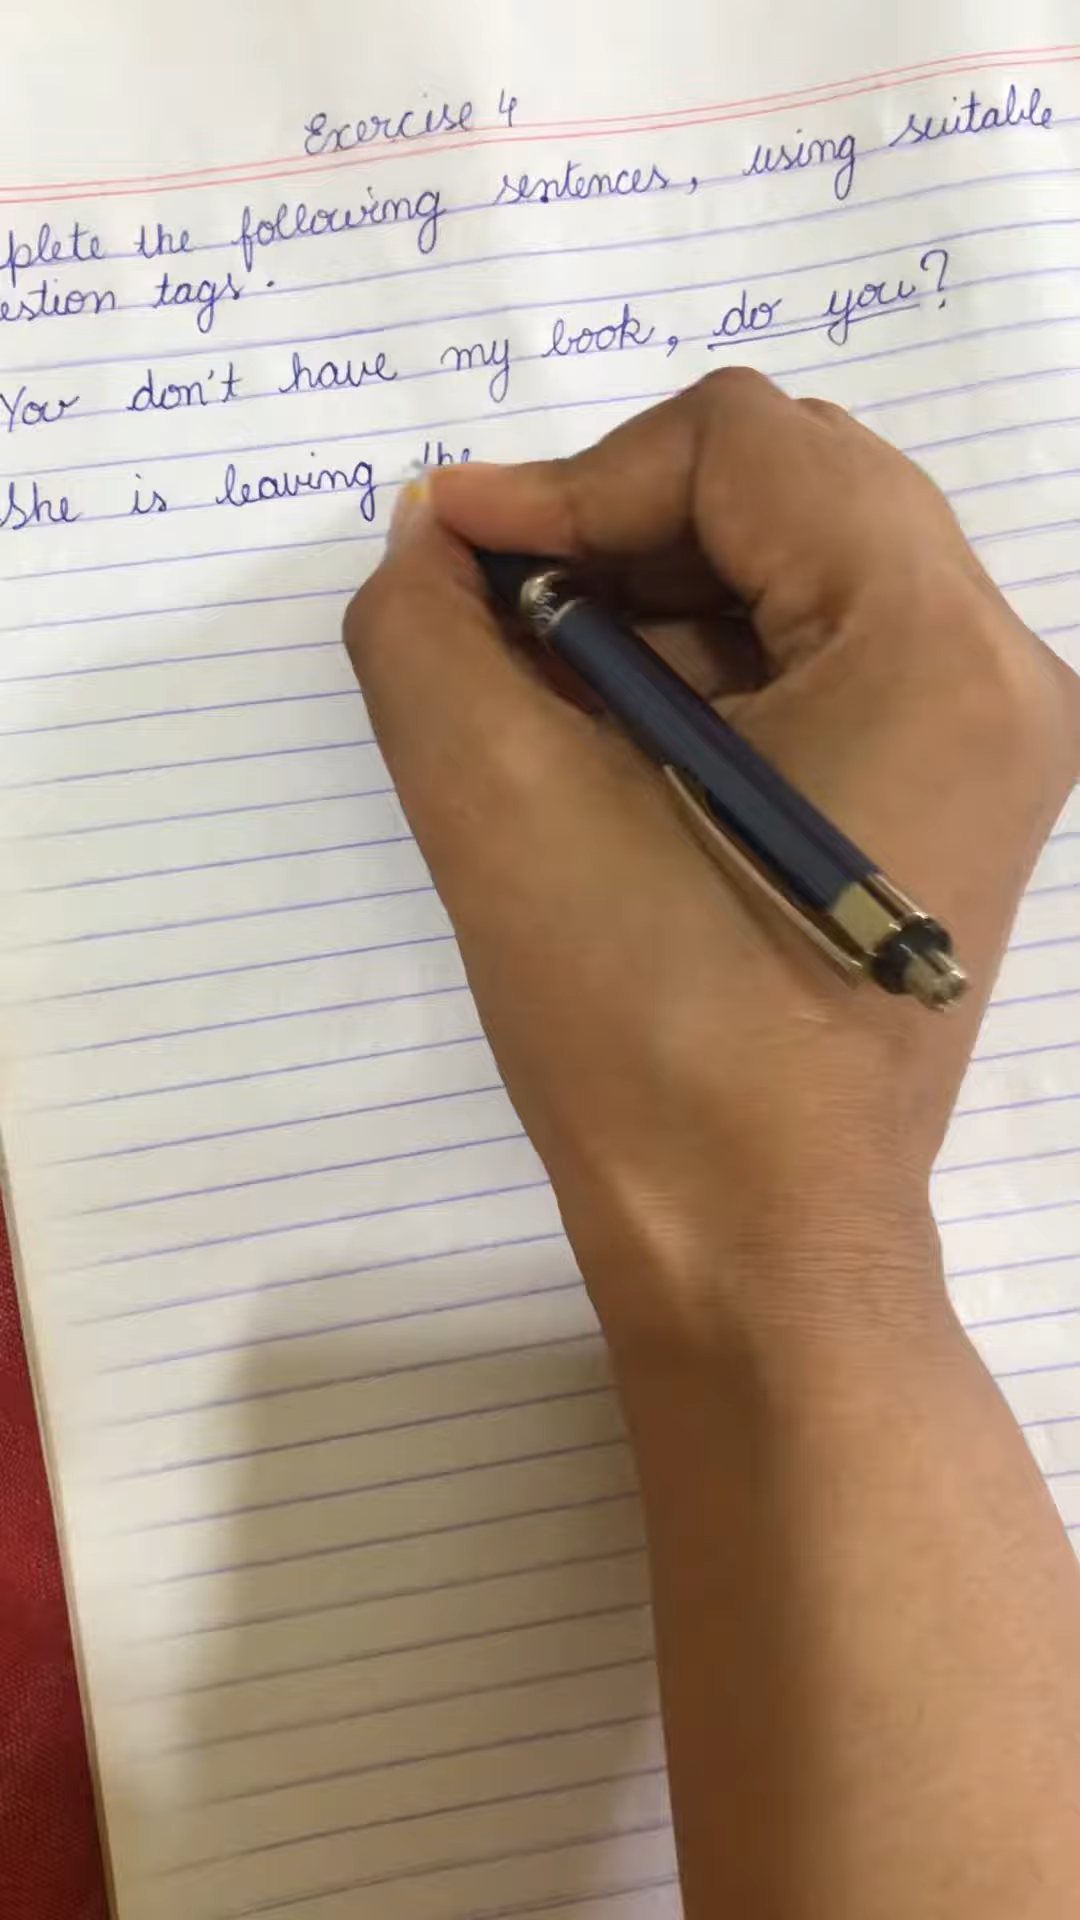 Exercise 4
plete the following sentences, using suitable
estion tags.
You don't have my book, do you?
She is leaving the